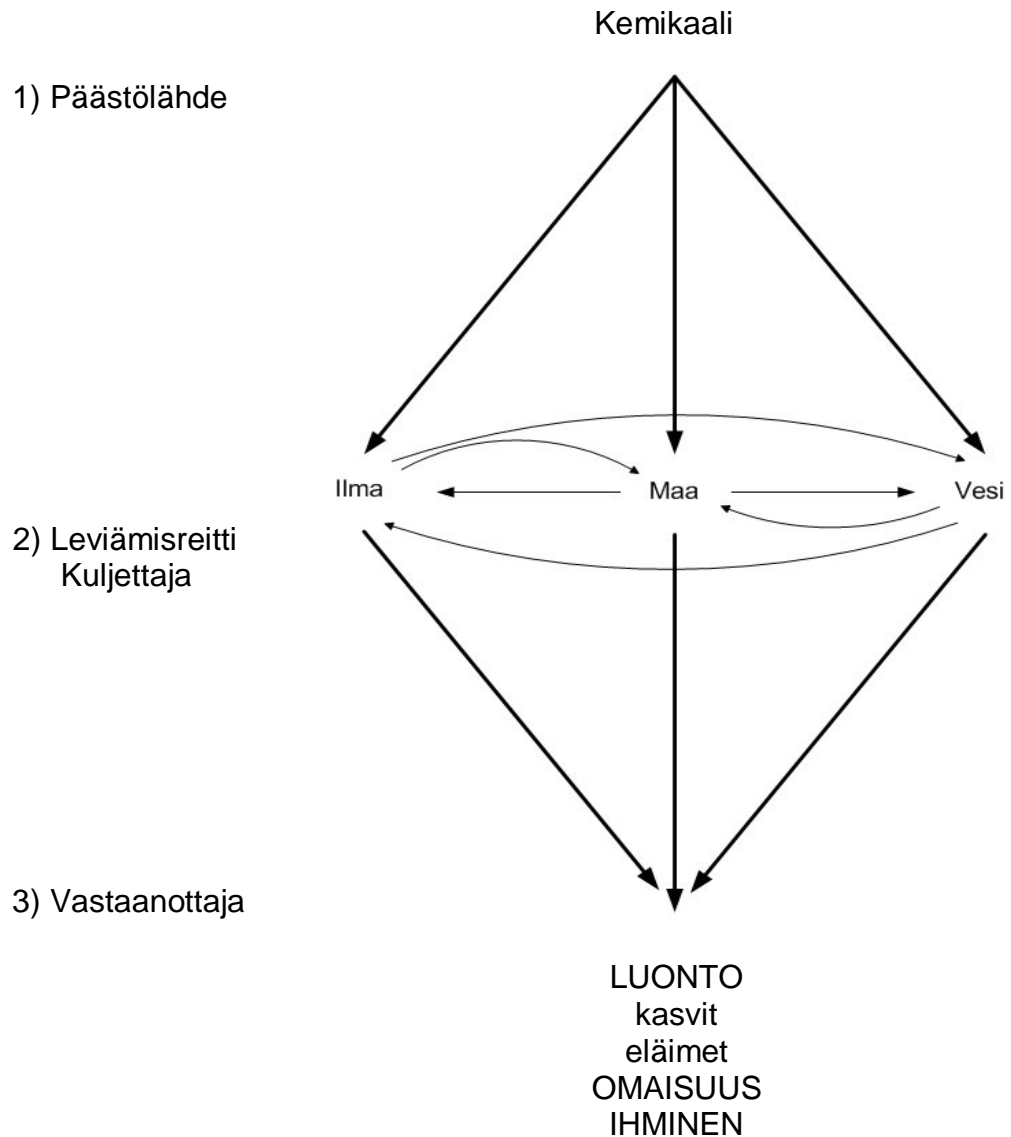 Kemikaali
1) Päästölähde
Ilma
Maa
Vesi
2) Leviämisreitti
Kuljettaja
3) Vastaanottaja
LUONTO
kasvit
eläimet
OMAISUUS
IHMINEN